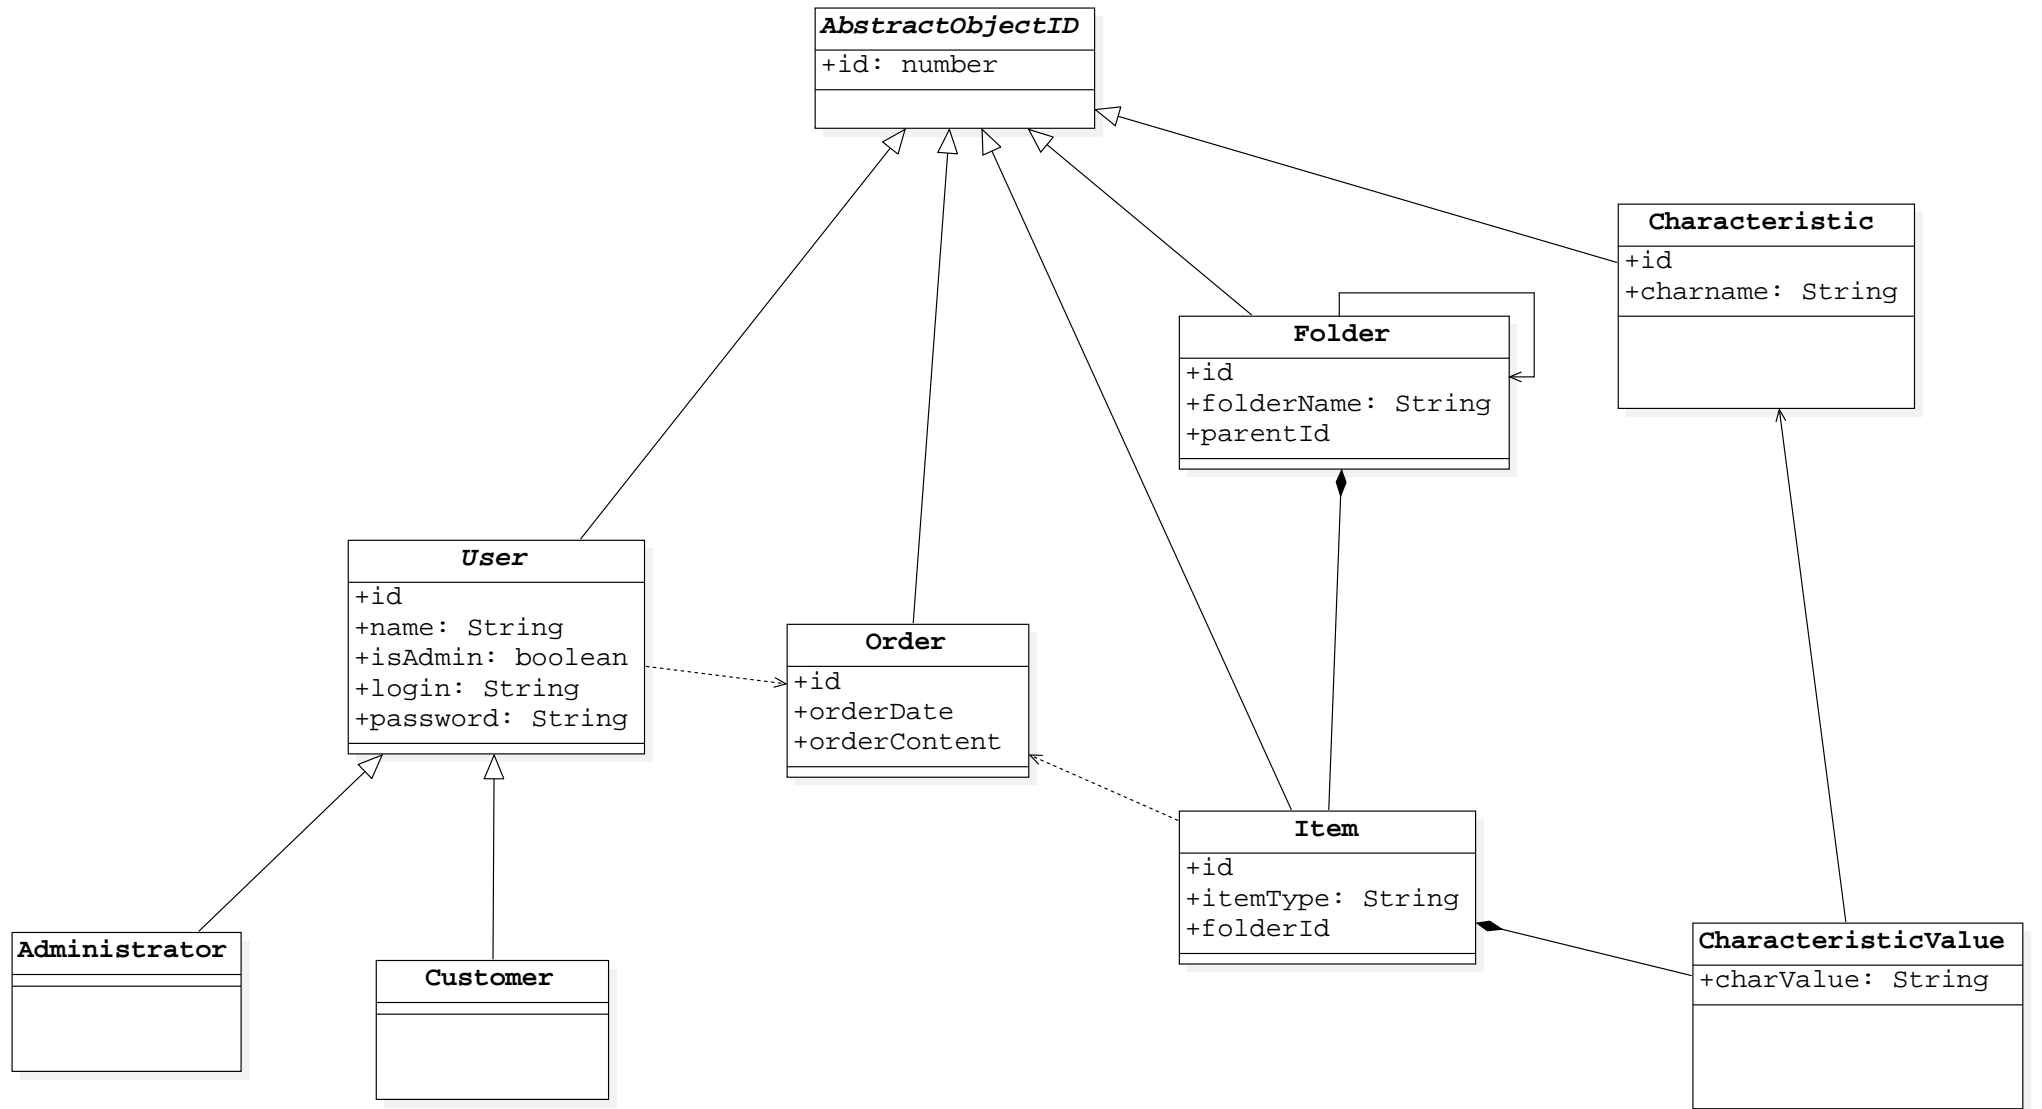 AbstractObjectID
+id: number
Characteristic
+id
+charname: String
Folder
+id
+folderName: String
+parentId
User
+id
+name: String
+isAdmin: boolean
+login: String
+password: String
Order
+id
+orderDate
+orderContent
Item
+id
+itemType: String
+folderId
Administrator
Customer
CharacteristicValue
+charValue: String